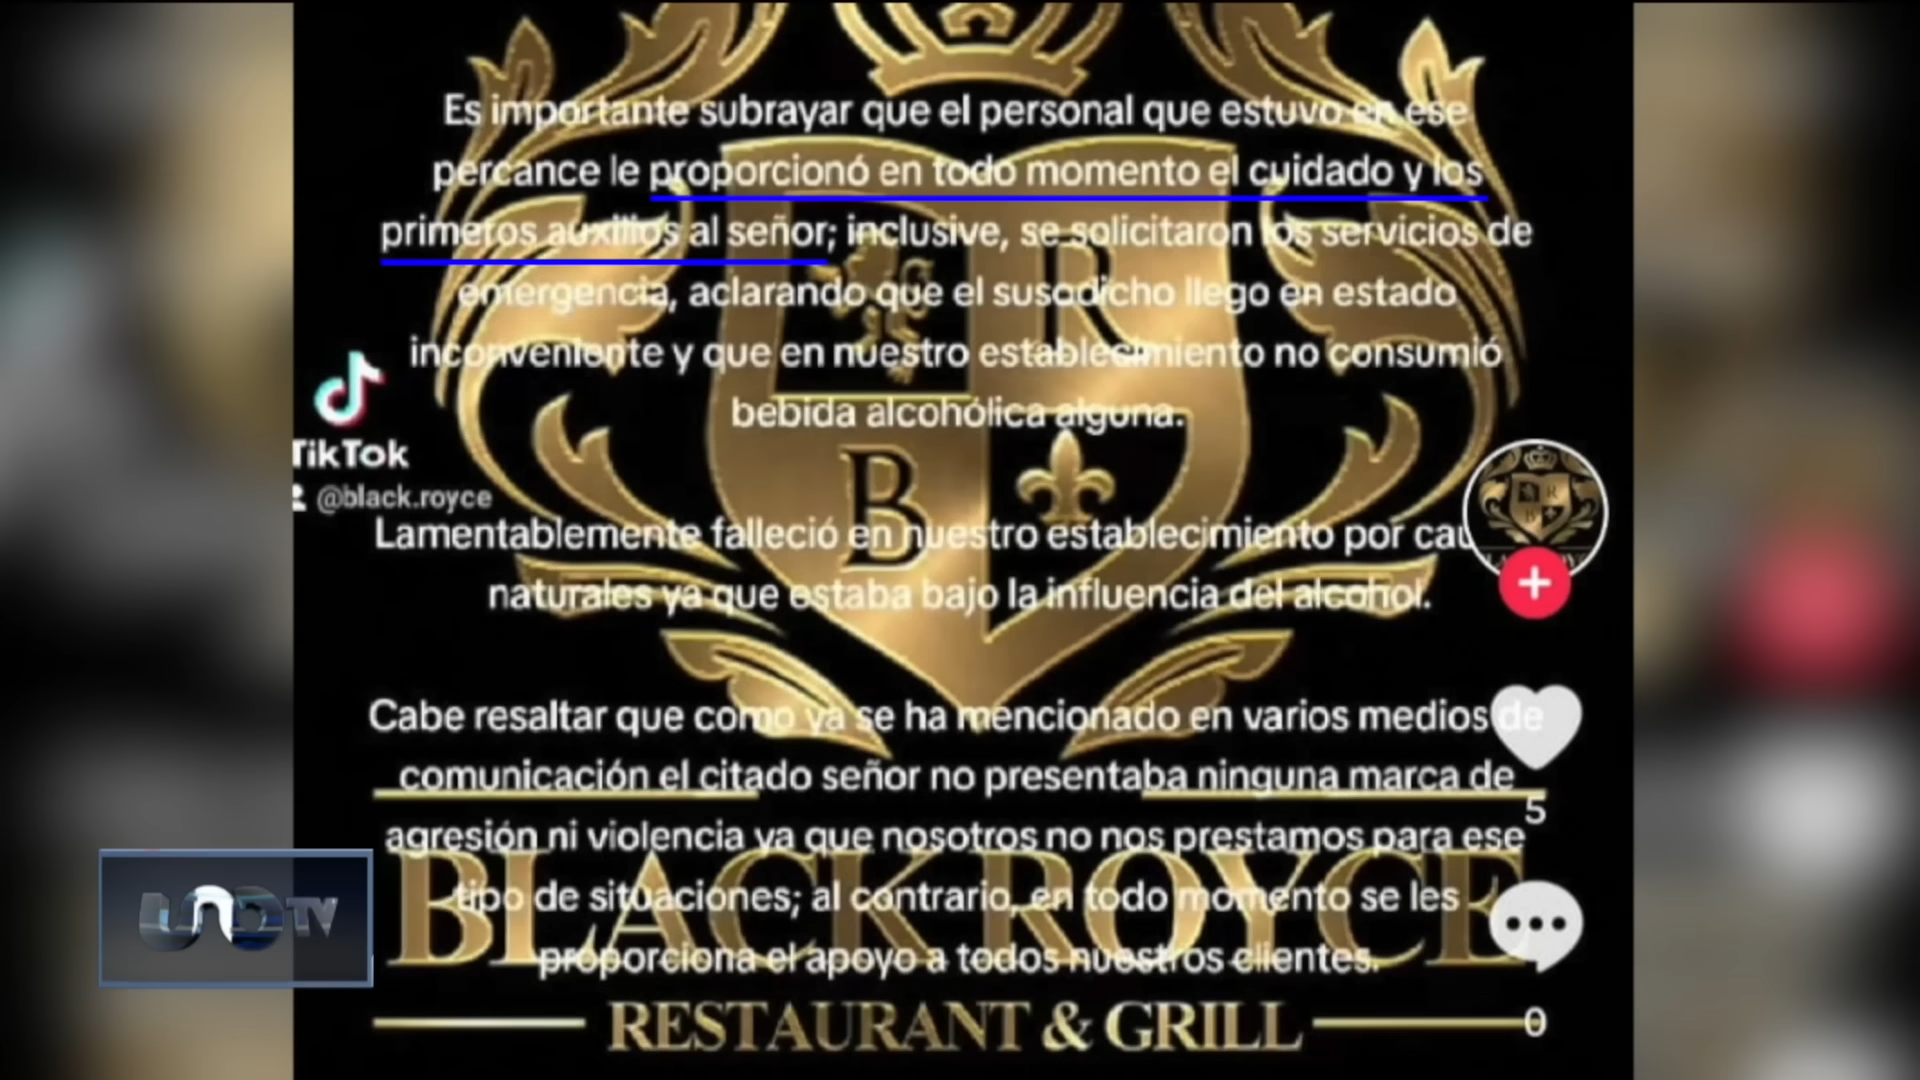 Es importante subrayar que el personal que estuvo en ese
percance le proporcionó en todo momento el cuidado y los
primeros auxilios al señor; inclusive, se solicitaron los servicios de
emergencia, aclarando que el susodicho llego en estado
inconveniente y que en nuestro establecimiento no consumió
bebida alcohólica alguna.
TikTok
@black.royce
R
B
Lamentablemente falleció en nuestro establecimiento por cau
naturales ya que estaba bajo la influencia del alcohol.
Cabe resaltar que como ya se ha mencionado en varios medios de
comunicación el citado señor no presentaba ninguna marca de
5
agresión ni violencia ya que nosotros no nos prestamos para ese
tipo de situaciones; al contrario, en todo momento se les
proporciona el apoyo a todos nuestros clientes.
BLACK ROYCE
UNO TV
RESTAURANT & GRILL
0